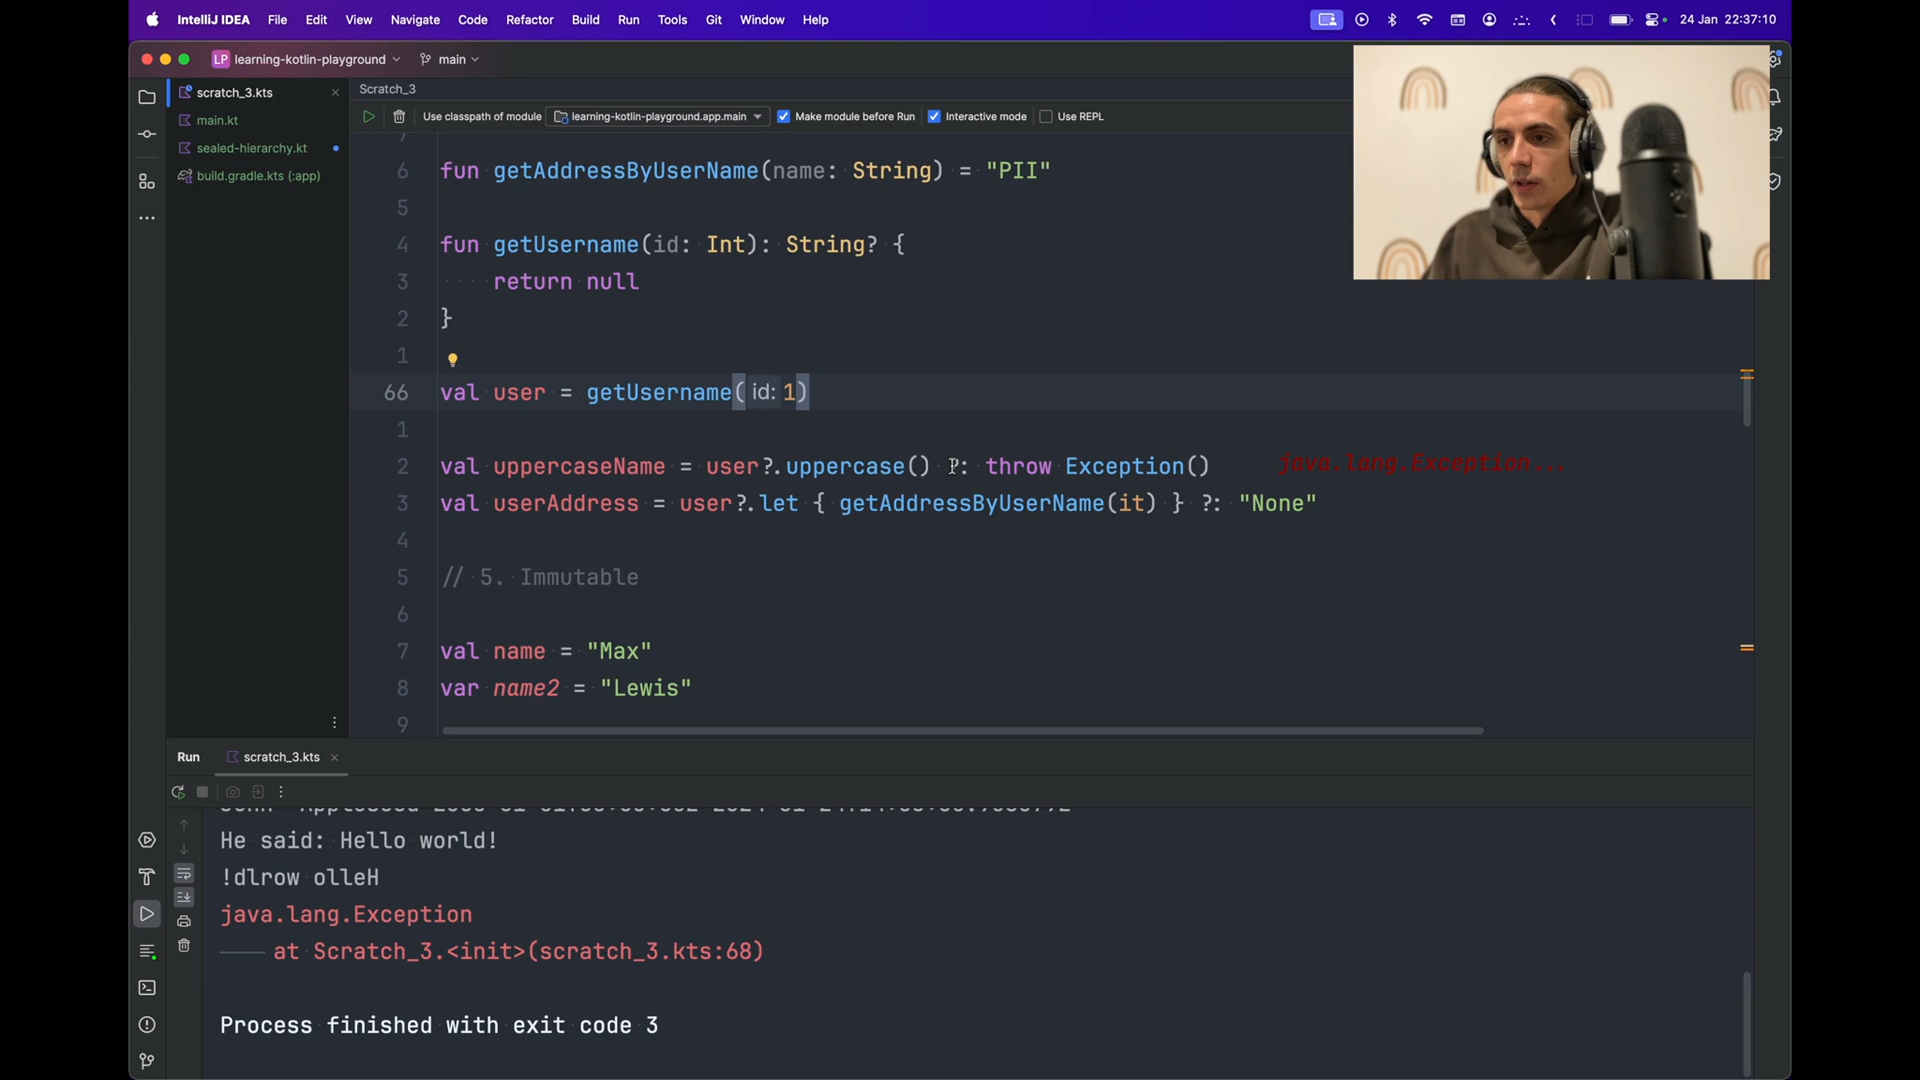 IntelliJ IDEA File Edit View Navigate Code Refactor Build Run Tools Git Window Help 24 Jan 22:37:10
LP learning-kotlin-playground main
scratch_3.kts
main.kt
sealed-hierarchy.kt
build.gradle.kts (:app)
Scratch_3
Use classpath of module learning-kotlin-playground.app.main Make module before Run Interactive mode Use REPL
7
6 fun getAddressByUserName(name: String) = "PII"
5
4 fun getUsername(id: Int): String? {
3 return null
2 }
1
66 val user = getUsername( id: 1)
1
2 val uppercaseName = user?.uppercase() ?: throw Exception() java.lang.Exception...
3 val userAddress = user?.let { getAddressByUserName(it) } ?: "None"
4
5 // 5. Immutable
6
7 val name = "Max"
8 var name2 = "Lewis"
9
Run scratch_3.kts
He said: Hello world!
!dlrow olleH
java.lang.Exception
at Scratch_3.<init>(scratch_3.kts:68)
Process finished with exit code 3